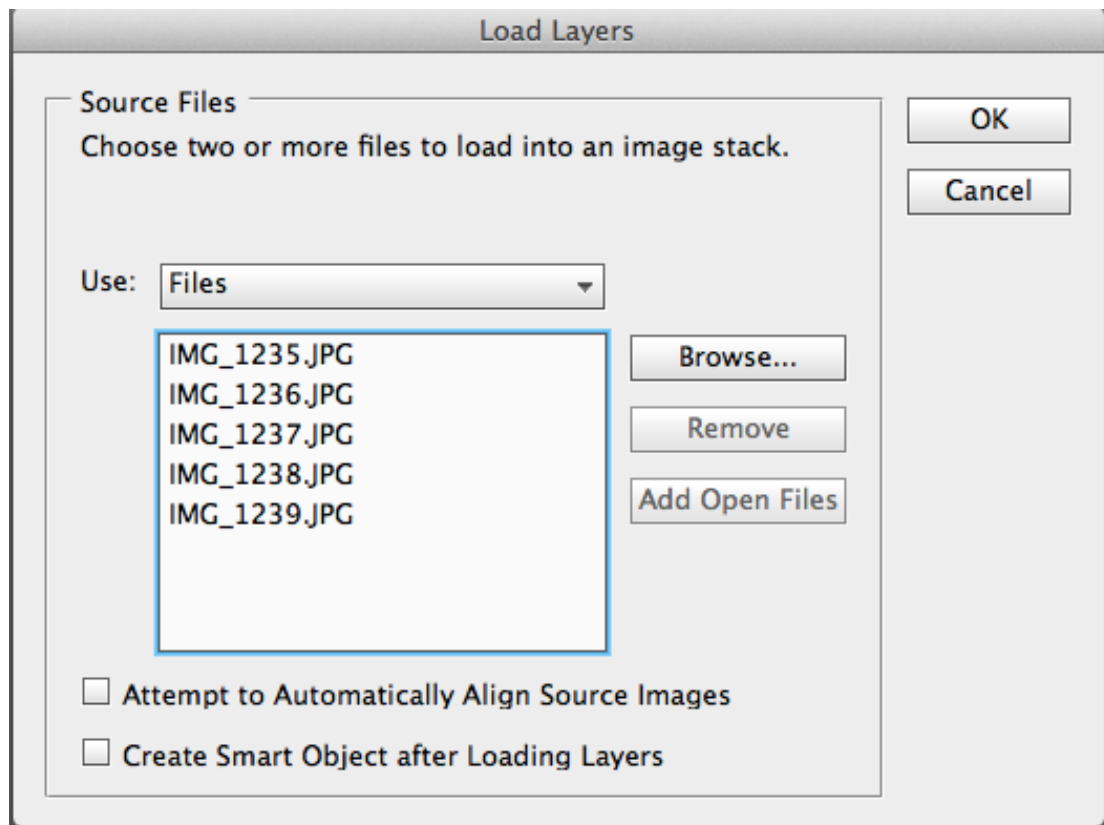 Load Layers
Source Files
Choose two or more files to load into an image stack.
OK
Cancel
Use: Files
IMG_1235.JPG
IMG_1236.JPG
IMG_1237.JPG
IMG_1238.JPG
IMG_1239.JPG
Browse...
Remove
Add Open Files
Attempt to Automatically Align Source Images
Create Smart Object after Loading Layers